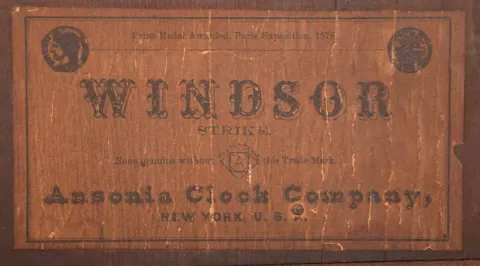 Prize Medal Awarded, Paris Exposition, 1878
WINDSOR
STRIKE.
None genuine without A this Trade Mark.
Ansonia Clock Company,
NEW YORK, U. S. A.